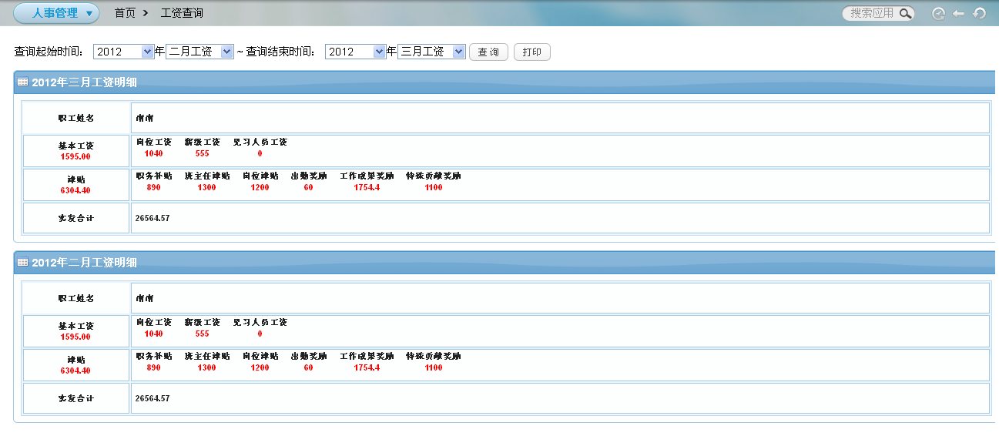 人事管理 首页 工资查询 搜索应用
查询起始时间： 2012 年 二月工资 ~ 查询结束时间： 2012 年 三月工资 查询 打印
2012年三月工资明细
职工姓名 南南
基本工资 岗位工资 薪级工资 见习人员工资
1595.00 1040 555 0
津贴 职务补贴 班主任津贴 岗位津贴 出勤奖励 工作成果奖励 特殊贡献奖励
6304.40 890 1300 1200 60 1754.4 1100
实发合计 26564.57
2012年二月工资明细
职工姓名 南南
基本工资 岗位工资 薪级工资 见习人员工资
1595.00 1040 555 0
津贴 职务补贴 班主任津贴 岗位津贴 出勤奖励 工作成果奖励 特殊贡献奖励
6304.40 890 1300 1200 60 1754.4 1100
实发合计 26564.57